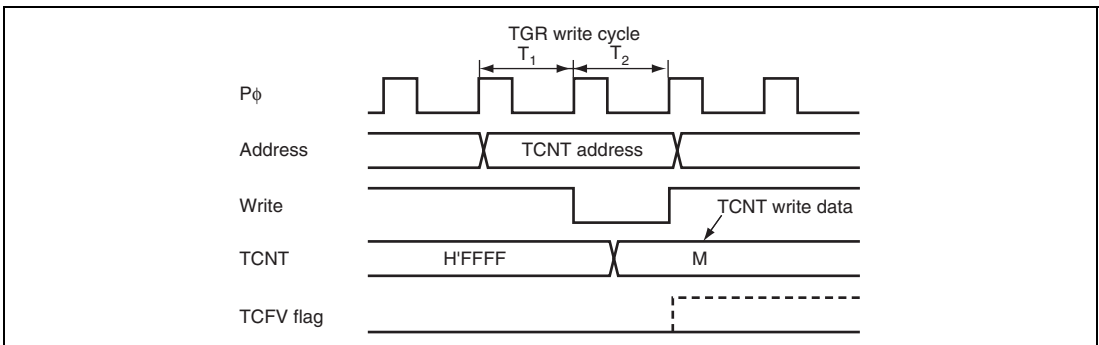 TGR write cycle
T1 T2
Pφ
Address TCNT address
Write
TCNT write data
TCNT H'FFFF M
TCFV flag